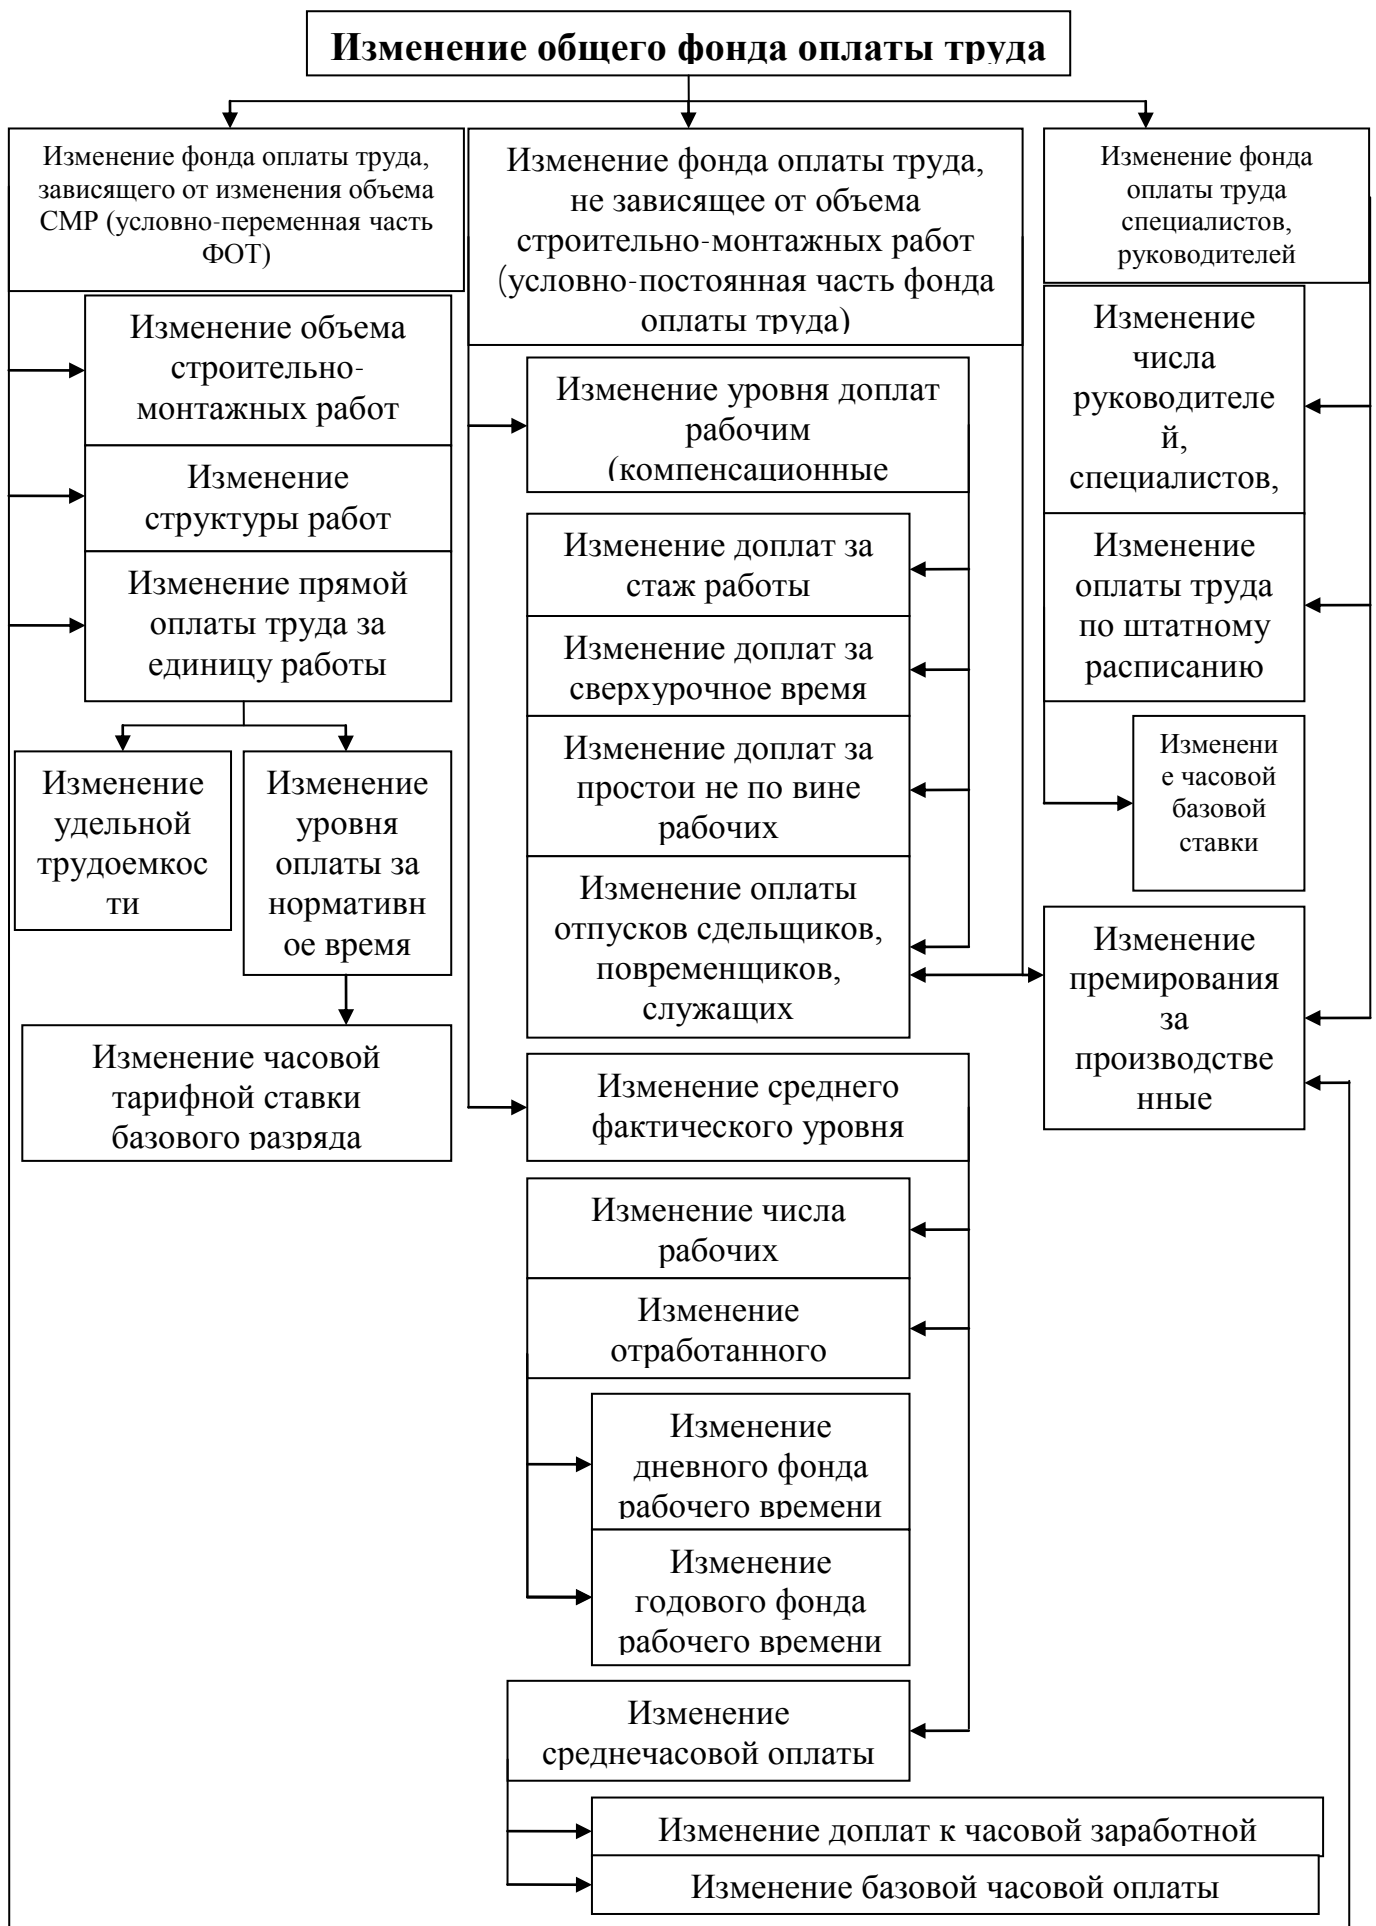 Изменение общего фонда оплаты труда
Изменение фонда оплаты труда,
зависящего от изменения объема
СМР (условно-переменная часть
ФОТ)
Изменение объема
строительно-
монтажных работ
Изменение
структуры работ
Изменение прямой
оплаты труда за
единицу работы
Изменение
удельной
трудоемкос
ти
Изменение
уровня
оплаты за
нормативн
ое время
Изменение часовой
тарифной ставки
базового разряда
Изменение фонда оплаты труда,
не зависящее от объема
строительно-монтажных работ
(условно-постоянная часть фонда
оплаты труда)
Изменение уровня доплат
рабочим
(компенсационные
Изменение доплат за
стаж работы
Изменение доплат за
сверхурочное время
Изменение доплат за
простои не по вине
рабочих
Изменение оплаты
отпусков сдельщиков,
повременщиков,
служащих
Изменение среднего
фактического уровня
Изменение числа
рабочих
Изменение
отработанного
Изменение
дневного фонда
рабочего времени
Изменение
годового фонда
рабочего времени
Изменение
среднечасовой оплаты
Изменение доплат к часовой заработной
Изменение базовой часовой оплаты
Изменение фонда
оплаты труда
специалистов,
руководителей
Изменение
числа
руководителе
й,
специалистов,
Изменение
оплаты труда
по штатному
расписанию
Изменени
е часовой
базовой
ставки
Изменение
премирования
за
производстве
нные